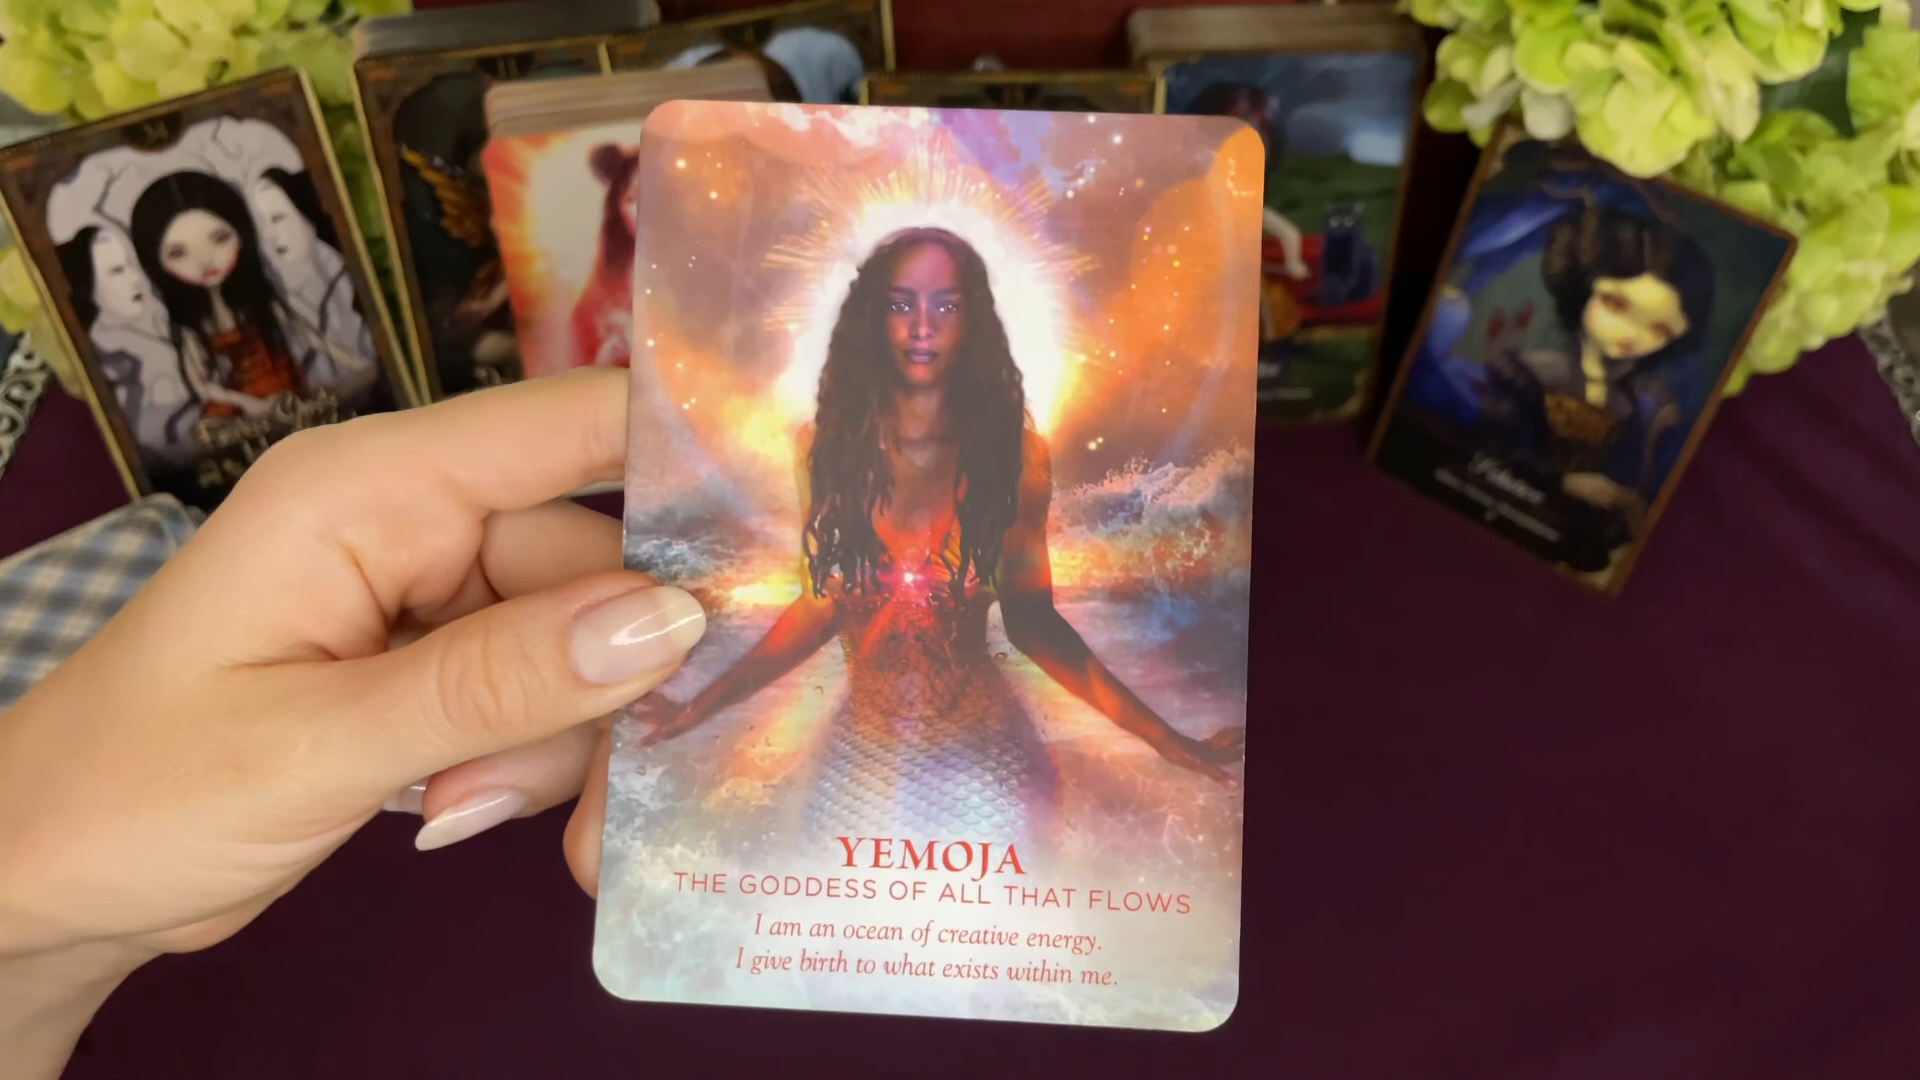 34
YEMOJA
THE GODDESS OF ALL THAT FLOWS
I am an ocean of creative energy.
I give birth to what exists within me.